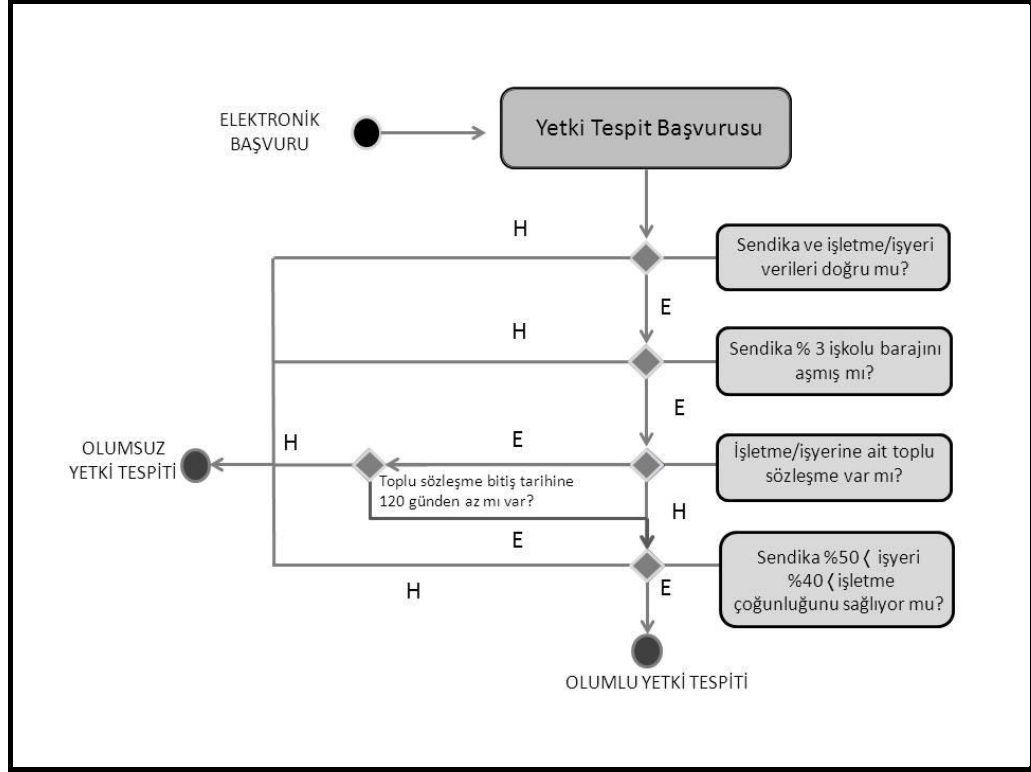 ELEKTRONİK
BAŞVURU
Yetki Tespit Başvurusu
H
Sendika ve işletme/işyeri
verileri doğru mu?
E
H
Sendika % 3 işkolu barajını
aşmış mı?
E
OLUMSUZ
YETKİ TESPİTİ
H
E
İşletme/işyerine ait toplu
sözleşme var mı?
Toplu sözleşme bitiş tarihine
120 günden az mı var?
H
E
Sendika %50 ⟨ işyeri
%40 ⟨ işletme
çoğunluğunu sağlıyor mu?
H
E
OLUMLU YETKİ TESPİTİ